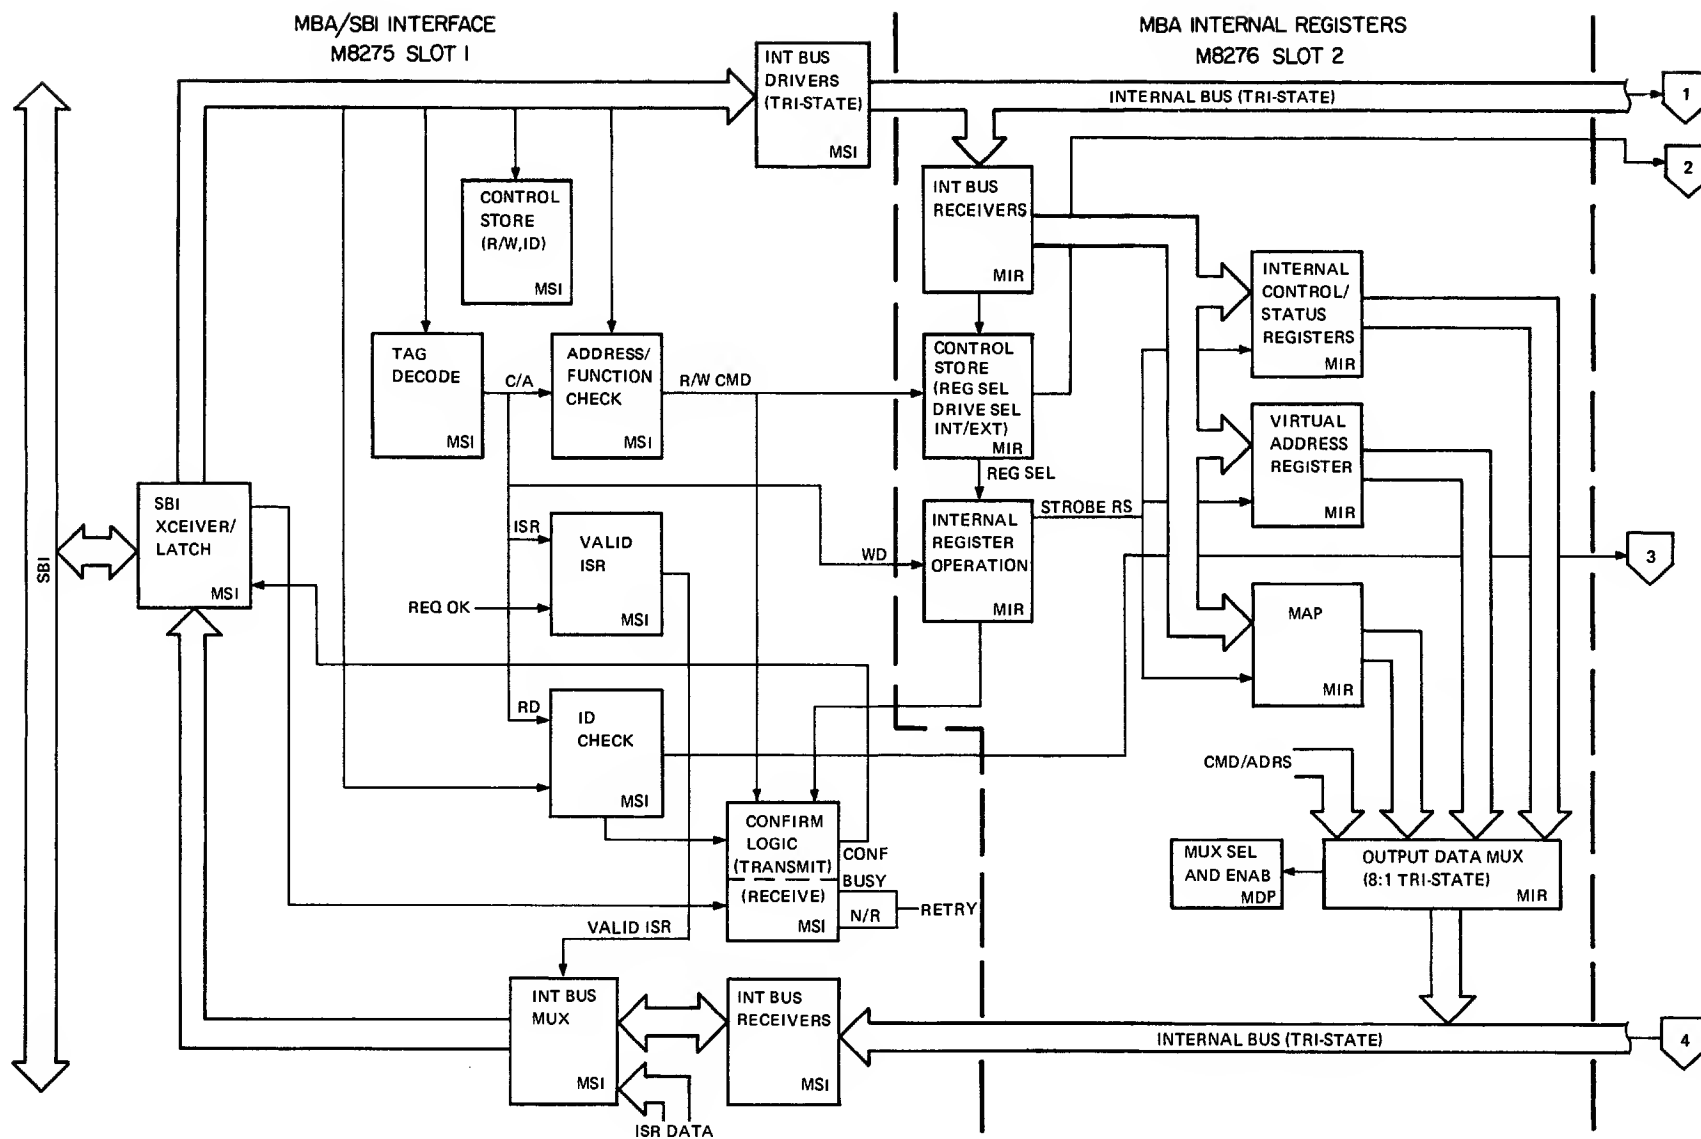 MBA/SBI INTERFACE
M8275 SLOT 1
MBA INTERNAL REGISTERS
M8276 SLOT 2
INT BUS
DRIVERS
(TRI-STATE)
MSI
INTERNAL BUS (TRI-STATE)
1
2
CONTROL
STORE
(R/W,ID)
MSI
INT BUS
RECEIVERS
MIR
INTERNAL
CONTROL/
STATUS
REGISTERS
MIR
TAG
DECODE
MSI
C/A
ADDRESS/
FUNCTION
CHECK
MSI
R/W CMD
CONTROL
STORE
(REG SEL
DRIVE SEL
INT/EXT)
MIR
REG SEL
VIRTUAL
ADDRESS
REGISTER
MIR
SBI
SBI
XCEIVER/
LATCH
MSI
ISR
VALID
ISR
MSI
REQ OK
WD
INTERNAL
REGISTER
OPERATION
MIR
STROBE RS
3
MAP
MIR
RD
ID
CHECK
MSI
CMD/ADRS
CONFIRM
LOGIC
(TRANSMIT)
(RECEIVE)
MSI
CONF
BUSY
N/R
RETRY
MUX SEL
AND ENAB
MDP
OUTPUT DATA MUX
(8:1 TRI-STATE)
MIR
VALID ISR
INT BUS
MUX
MSI
INT BUS
RECEIVERS
MSI
INTERNAL BUS (TRI-STATE)
4
ISR DATA